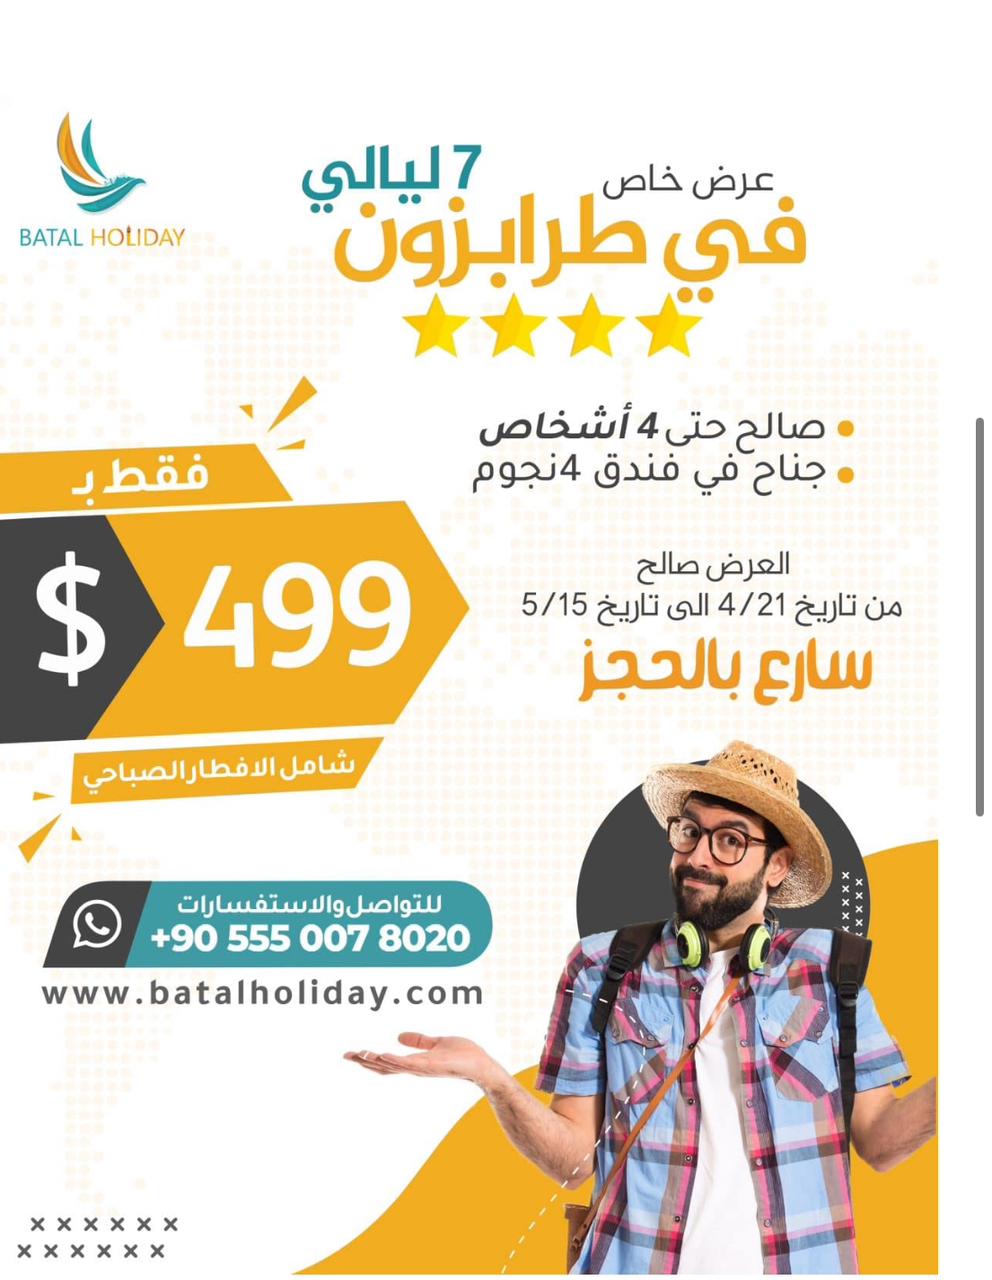 BATAL HOLIDAY
عرض خاص
7 ليالي
في طرابزون
صالح حتى 4 أشخاص
جناح في فندق 4نجوم
فقط بـ
$ 499
شامل الافطار الصباحي
العرض صالح
من تاريخ 4/21 الى تاريخ 5/15
سارع بالحجز
للتواصل والاستفسارات
+90 555 007 8020
www.batalholiday.com